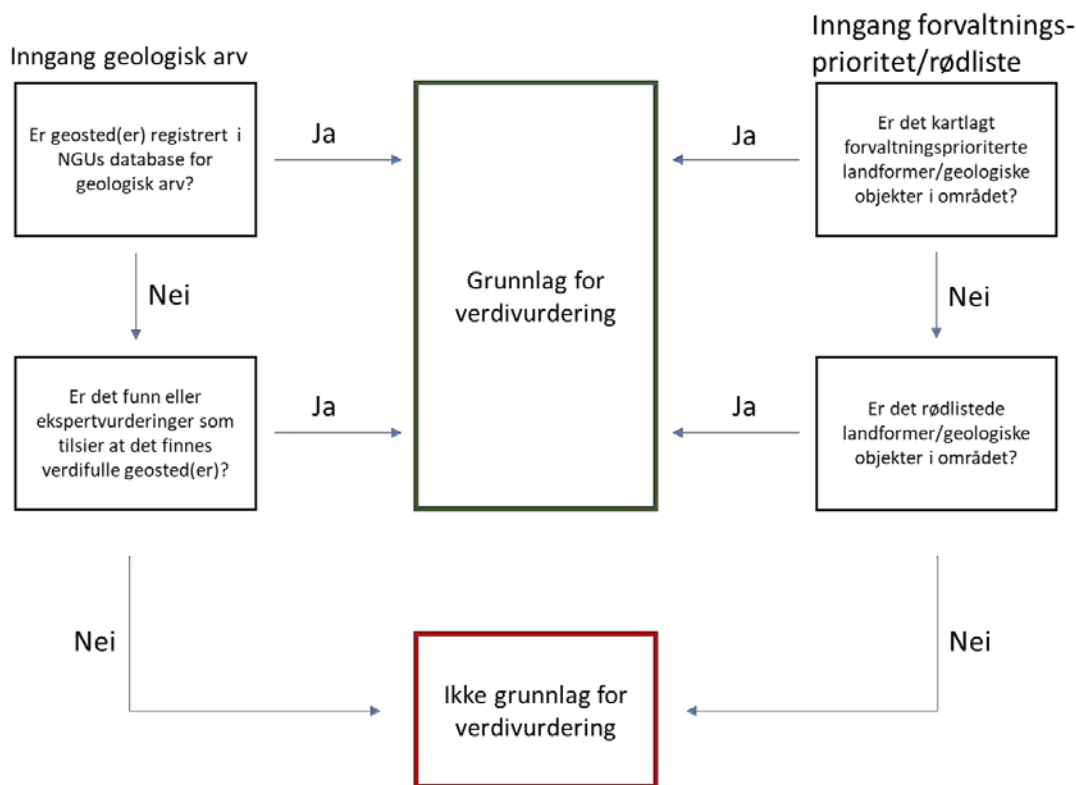 Inngang geologisk arv
Er geosted(er) registrert i
NGUs database for
geologisk arv?
Ja
Nei
Er det funn eller
ekspertvurderinger som
tilsier at det finnes
verdifulle geosted(er)?
Ja
Nei
Grunnlag for
verdivurdering
Ikke grunnlag for
verdivurdering
Inngang forvaltnings-
prioritet/rødliste
Er det kartlagt
forvaltningsprioriterte
landformer/geologiske
objekter i området?
Ja
Nei
Er det rødlistede
landformer/geologiske
objekter i området?
Ja
Nei